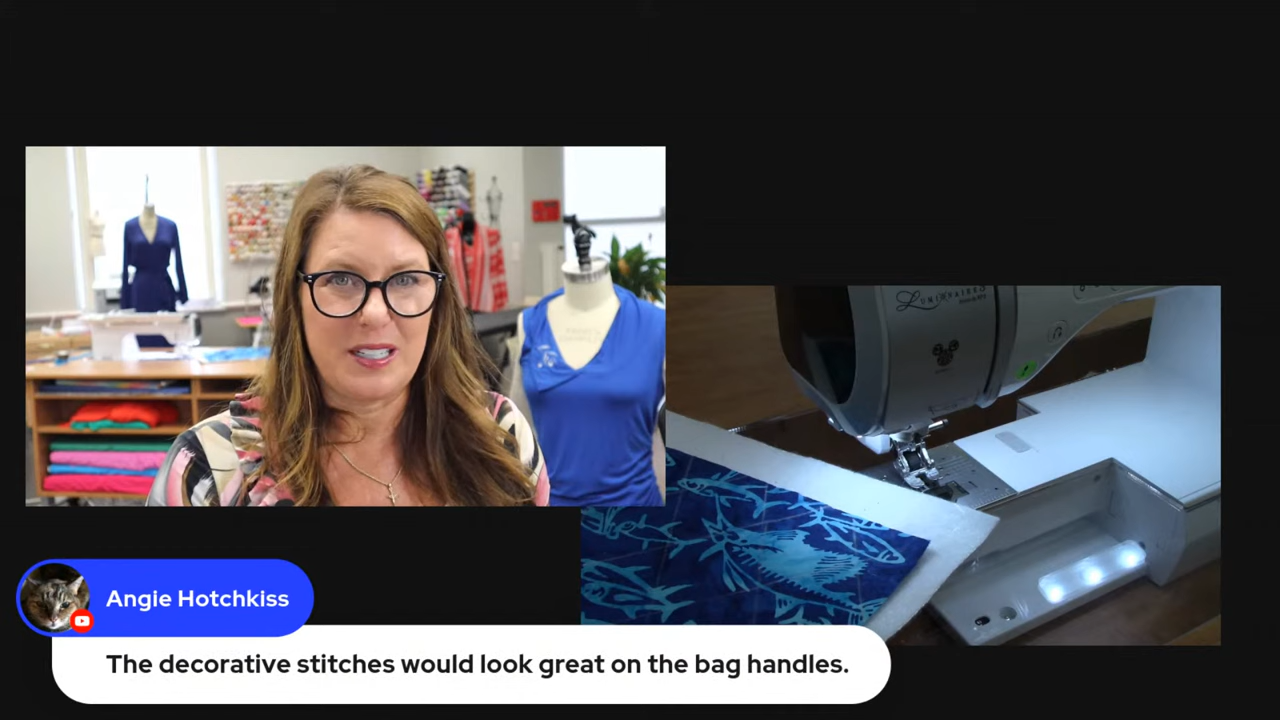 Angie Hotchkiss
The decorative stitches would look great on the bag handles.